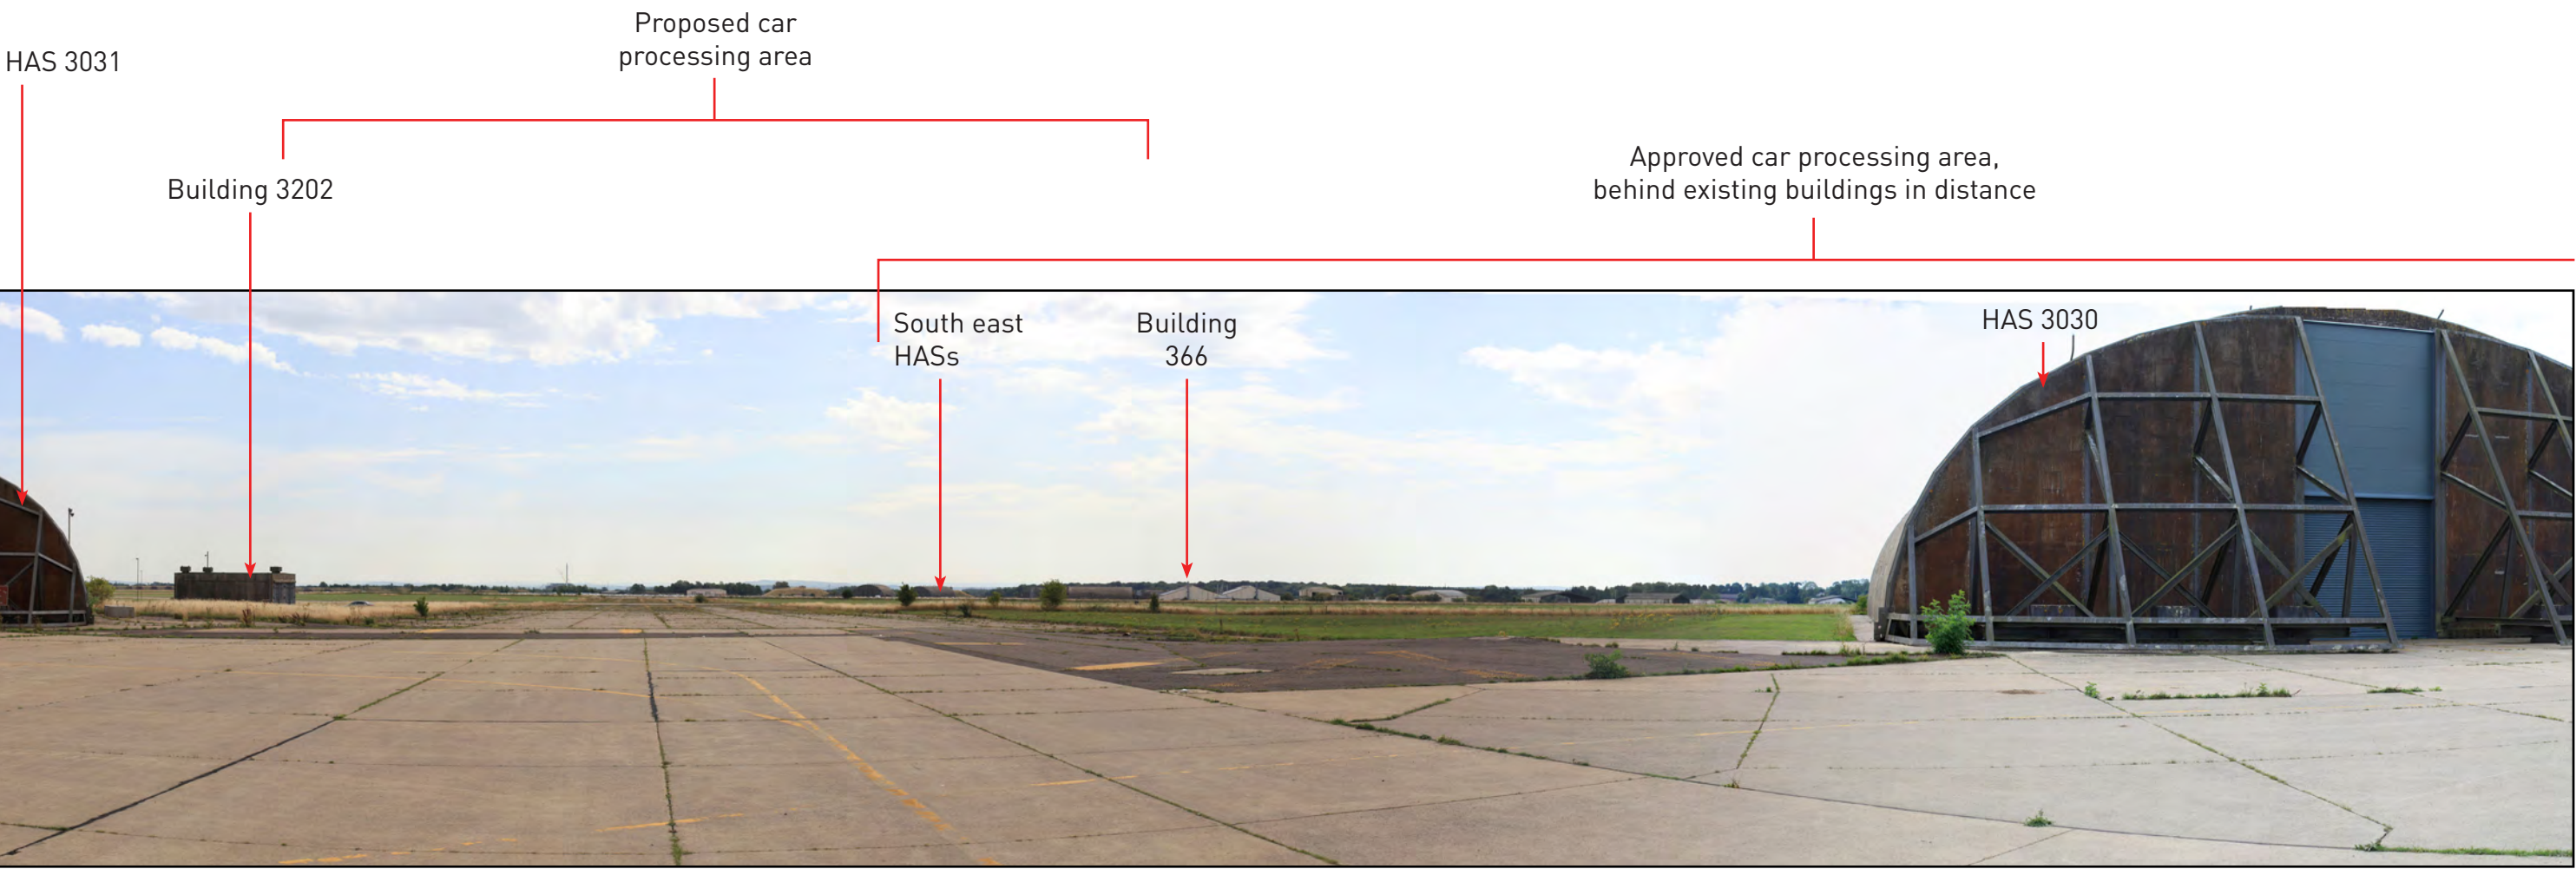 Proposed car
processing area
HAS 3031
Approved car processing area,
behind existing buildings in distance
Building 3202
South east
HASs
Building
366
HAS 3030